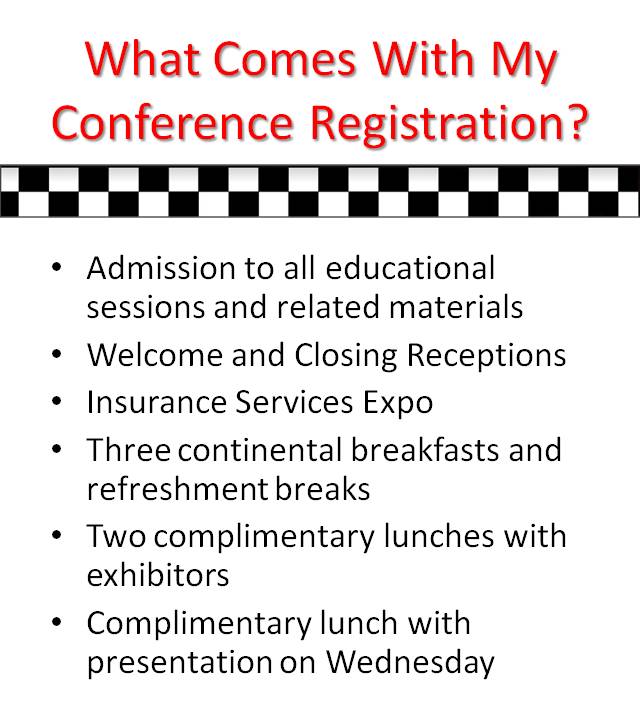 What Comes With My
Conference Registration?
• Admission to all educational
sessions and related materials
• Welcome and Closing Receptions
• Insurance Services Expo
• Three continental breakfasts and
refreshment breaks
• Two complimentary lunches with
exhibitors
• Complimentary lunch with
presentation on Wednesday